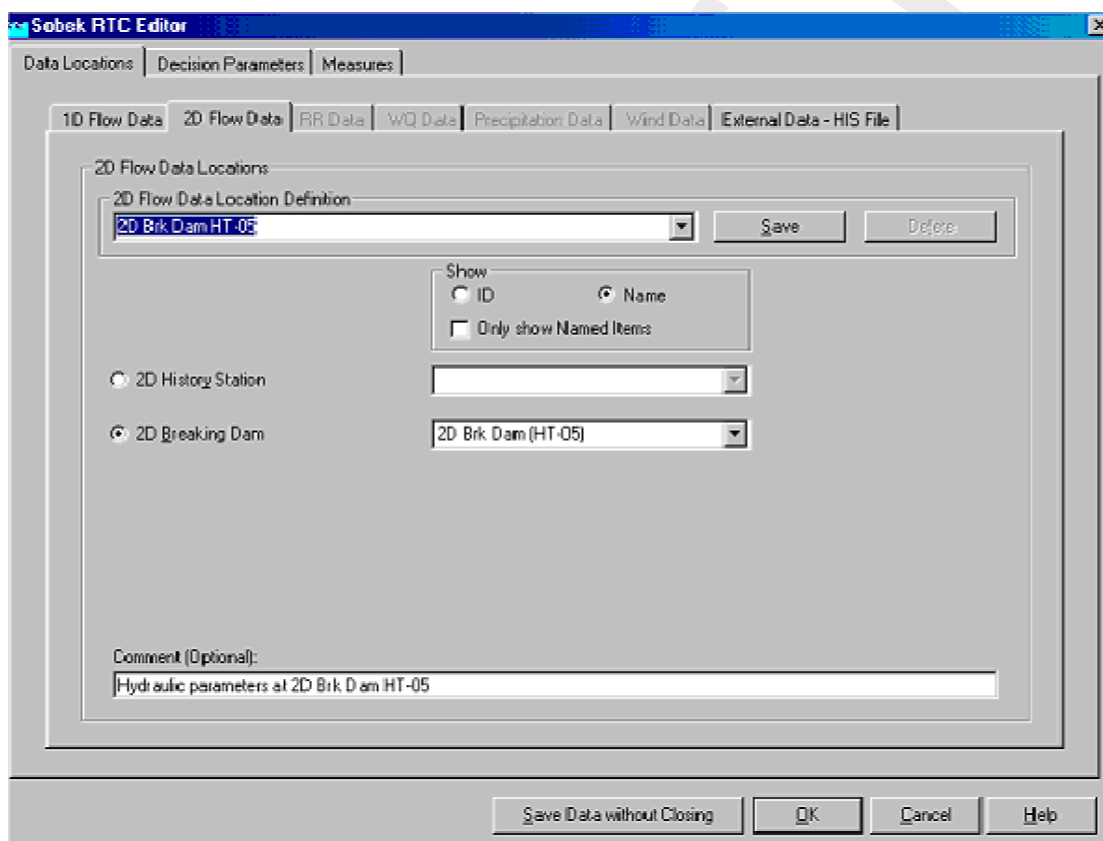 Sobek RTC Editor
Data Locations Decision Parameters Measures
1D Flow Data 2D Flow Data RR Data WQ Data Precipitation Data Wind Data External Data - HIS File
2D Flow Data Locations
2D Flow Data Location Definition
2D Brk Dam HT-05 Save Delete
Show
ID Name
Only show Named Items
2D History Station
2D Breaking Dam 2D Brk Dam (HT-05)
Comment (Optional):
Hydraulic parameters at 2D Brk Dam HT-05
Save Data without Closing OK Cancel Help